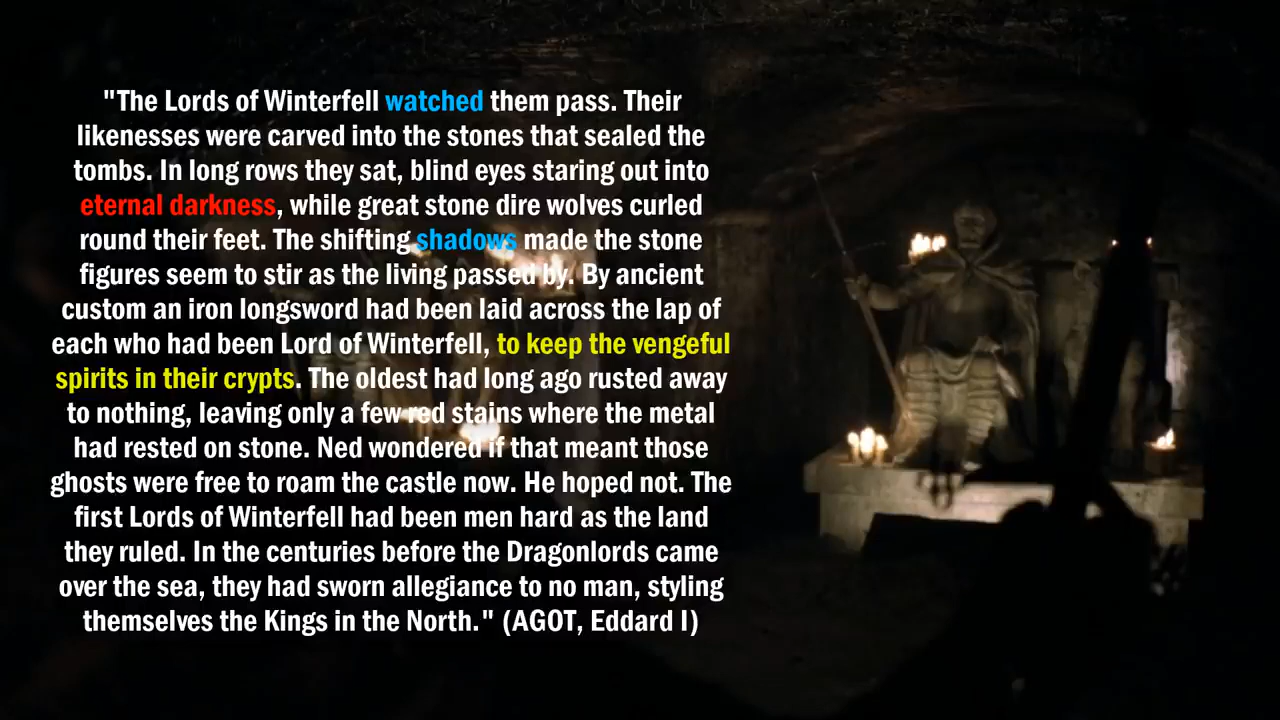 "The Lords of Winterfell watched them pass. Their
likenesses were carved into the stones that sealed the
tombs. In long rows they sat, blind eyes staring out into
eternal darkness, while great stone dire wolves curled
round their feet. The shifting shadows made the stone
figures seem to stir as the living passed by. By ancient
custom an iron longsword had been laid across the lap of
each who had been Lord of Winterfell, to keep the vengeful
spirits in their crypts. The oldest had long ago rusted away
to nothing, leaving only a few red stains where the metal
had rested on stone. Ned wondered if that meant those
ghosts were free to roam the castle now. He hoped not. The
first Lords of Winterfell had been men hard as the land
they ruled. In the centuries before the Dragonlords came
over the sea, they had sworn allegiance to no man, styling
themselves the Kings in the North." (AGOT, Eddard I)